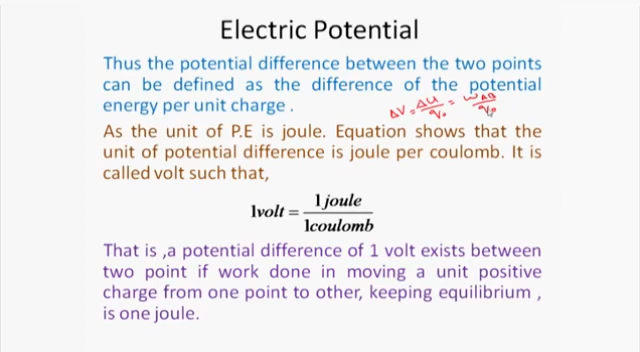 Electric Potential
Thus the potential difference between the two points
can be defined as the difference of the potential
energy per unit charge .
ΔV = ΔU/q₀ = W_AB/q₀
As the unit of P.E is joule. Equation shows that the
unit of potential difference is joule per coulomb. It is
called volt such that,
1volt = 1joule/1coulomb
That is ,a potential difference of 1 volt exists between
two point if work done in moving a unit positive
charge from one point to other, keeping equilibrium ,
is one joule.